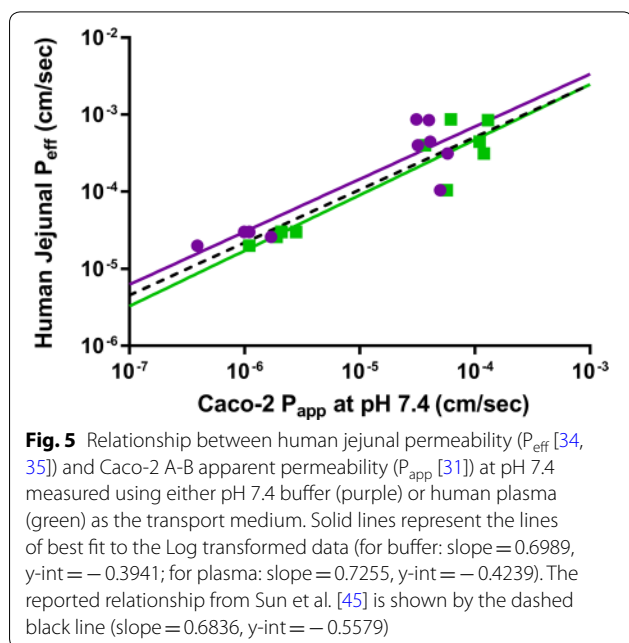 10⁻²
10⁻³
10⁻⁴
10⁻⁵
10⁻⁶
Human Jejunal P_eff (cm/sec)
10⁻⁷ 10⁻⁶ 10⁻⁵ 10⁻⁴ 10⁻³
Caco-2 P_app at pH 7.4 (cm/sec)
Fig. 5 Relationship between human jejunal permeability (P_eff [34,
35]) and Caco-2 A-B apparent permeability (P_app [31]) at pH 7.4
measured using either pH 7.4 buffer (purple) or human plasma
(green) as the transport medium. Solid lines represent the lines
of best fit to the Log transformed data (for buffer: slope = 0.6989,
y-int = − 0.3941; for plasma: slope = 0.7255, y-int = − 0.4239). The
reported relationship from Sun et al. [45] is shown by the dashed
black line (slope = 0.6836, y-int = − 0.5579)